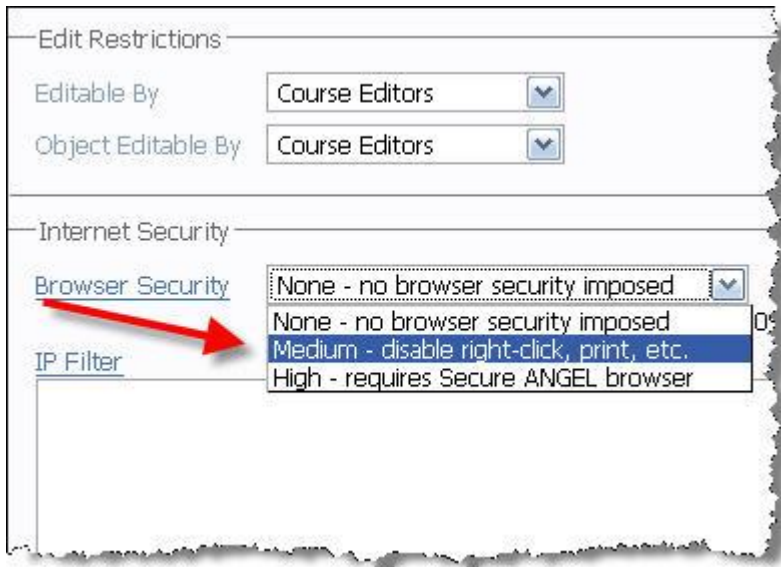 Edit Restrictions
Editable By Course Editors
Object Editable By Course Editors
Internet Security
Browser Security None - no browser security imposed
None - no browser security imposed
Medium - disable right-click, print, etc.
IP Filter
High - requires Secure ANGEL browser